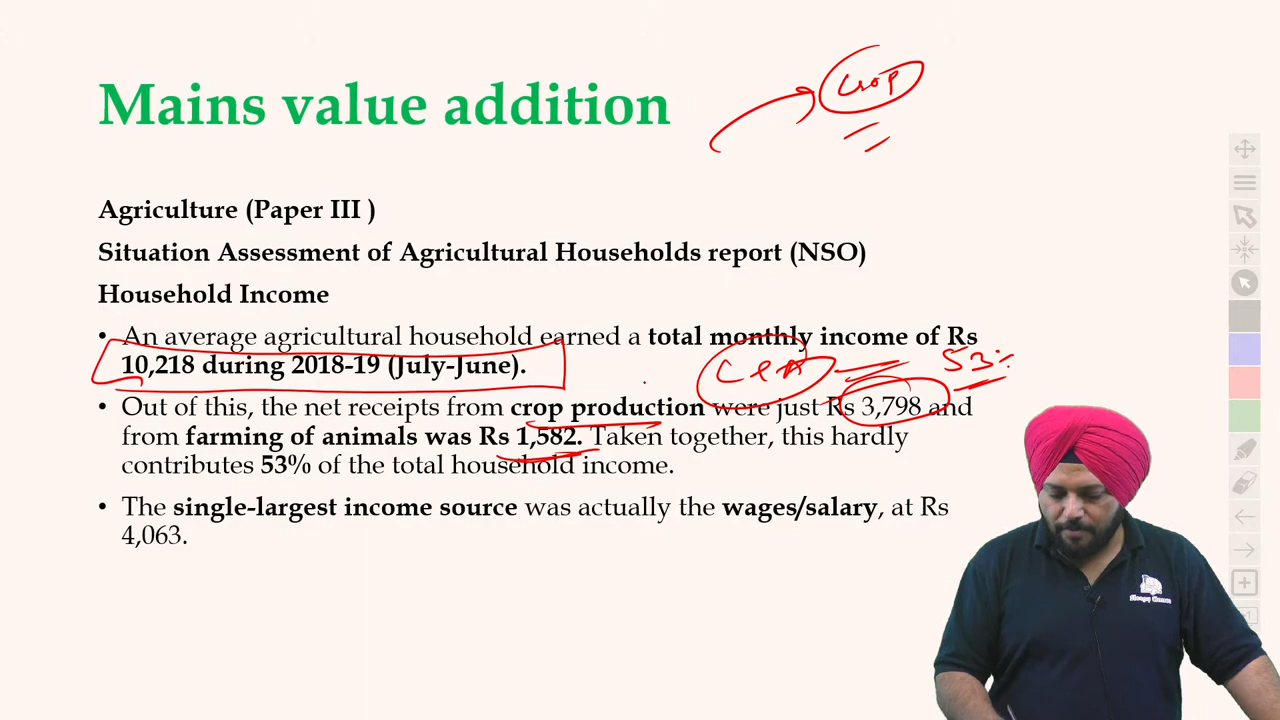 Mains value addition
Crop
Agriculture (Paper III )
Situation Assessment of Agricultural Households report (NSO)
Household Income
• An average agricultural household earned a total monthly income of Rs
10,218 during 2018-19 (July-June).
53%
• Out of this, the net receipts from crop production were just Rs 3,798 and
from farming of animals was Rs 1,582. Taken together, this hardly
contributes 53% of the total household income.
• The single-largest income source was actually the wages/salary, at Rs
4,063.